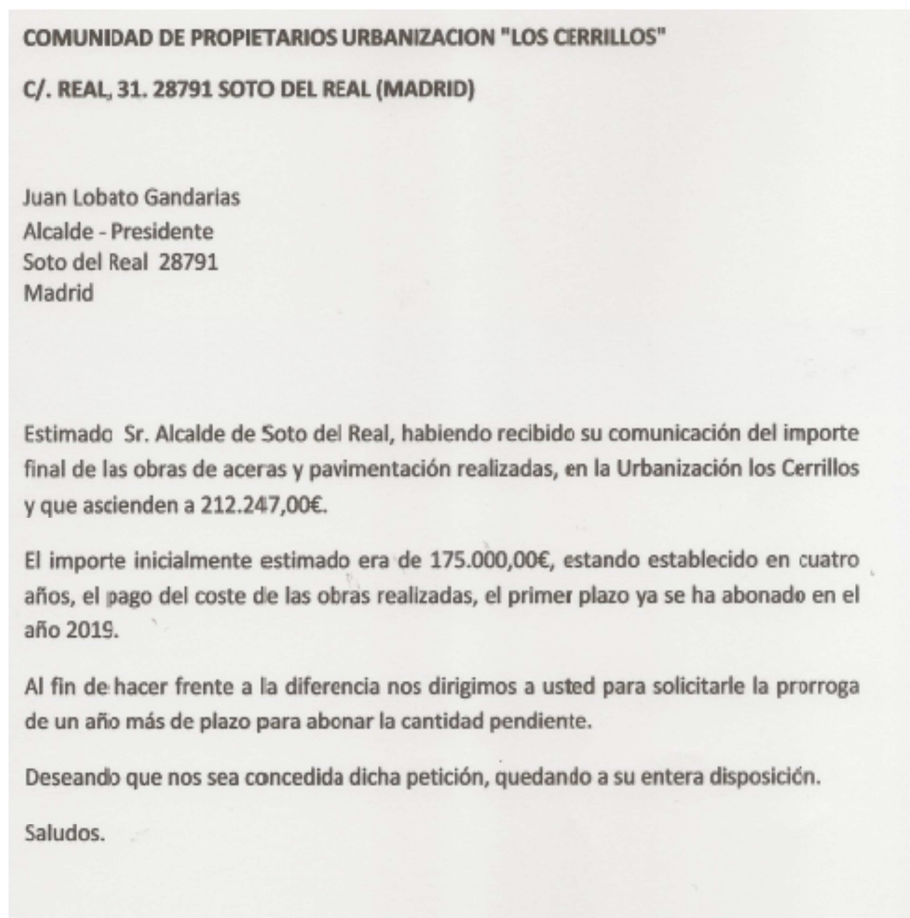 COMUNIDAD DE PROPIETARIOS URBANIZACION "LOS CERRILLOS"
C/. REAL, 31. 28791 SOTO DEL REAL (MADRID)
Juan Lobato Gandarias
Alcalde - Presidente
Soto del Real 28791
Madrid
Estimado Sr. Alcalde de Soto del Real, habiendo recibido su comunicación del importe
final de las obras de aceras y pavimentación realizadas, en la Urbanización los Cerrillos
y que ascienden a 212.247,00€.
El importe inicialmente estimado era de 175.000,00€, estando establecido en cuatro
años, el pago del coste de las obras realizadas, el primer plazo ya se ha abonado en el
año 2019.
Al fin de hacer frente a la diferencia nos dirigimos a usted para solicitarle la prorroga
de un año más de plazo para abonar la cantidad pendiente.
Deseando que nos sea concedida dicha petición, quedando a su entera disposición.
Saludos.